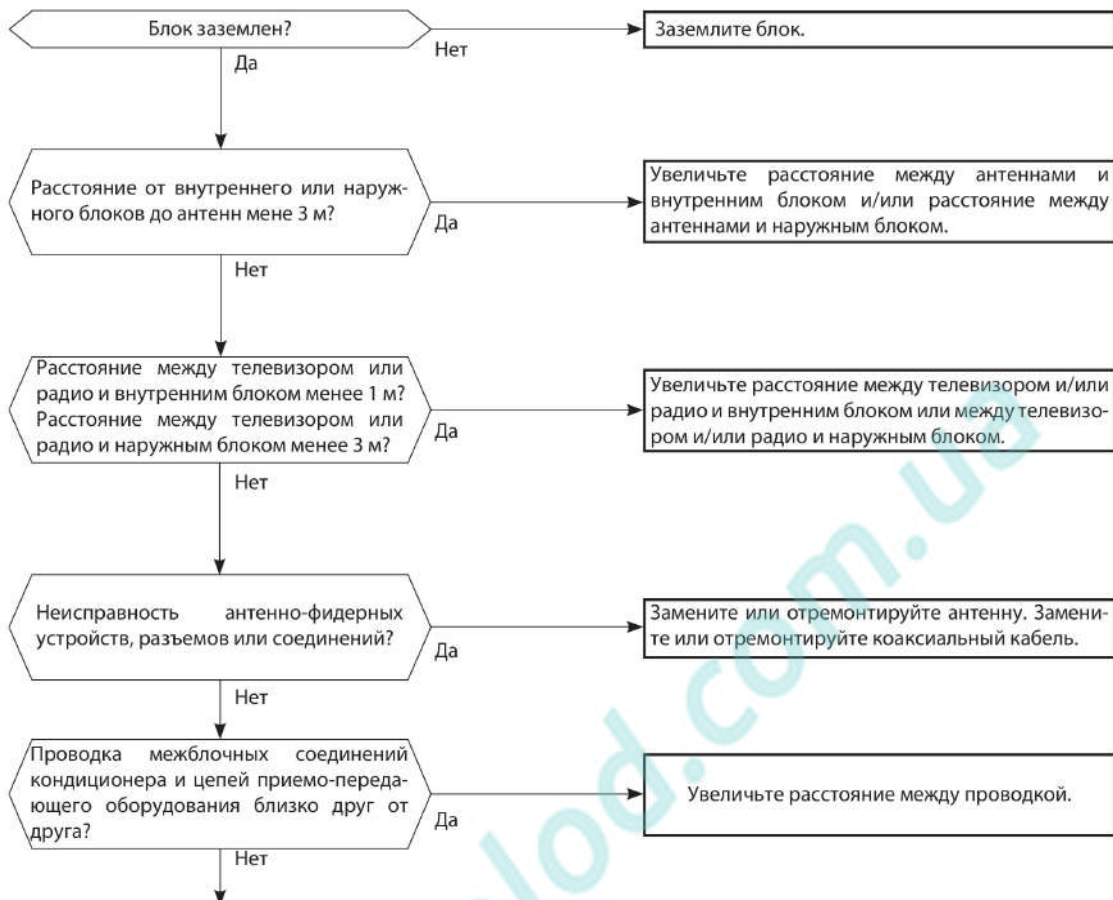 Блок заземлен?
Нет
Заземлите блок.
Да
Расстояние от внутреннего или наруж-
ного блоков до антенн мене 3 м?
Да
Увеличьте расстояние между антеннами и
внутренним блоком и/или расстояние между
антеннами и наружным блоком.
Нет
Расстояние между телевизором или
радио и внутренним блоком менее 1 м?
Расстояние между телевизором или
радио и наружным блоком менее 3 м?
Да
Увеличьте расстояние между телевизором и/или
радио и внутренним блоком или между телевизо-
ром и/или радио и наружным блоком.
Нет
Неисправность антенно-фидерных
устройств, разъемов или соединений?
Да
Замените или отремонтируйте антенну. Замени-
те или отремонтируйте коаксиальный кабель.
Нет
Проводка межблочных соединений
кондиционера и цепей приемо-переда-
ющего оборудования близко друг от
друга?
Да
Увеличьте расстояние между проводкой.
Нет
lod.com.ua